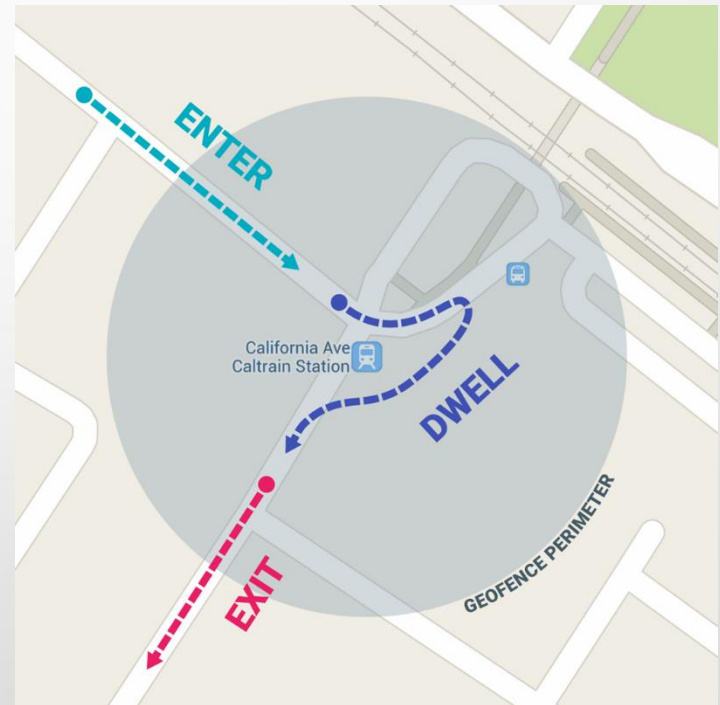 ENTER
California Ave
Caltrain Station
DWELL
GEOFENCE PERIMETER
EXIT